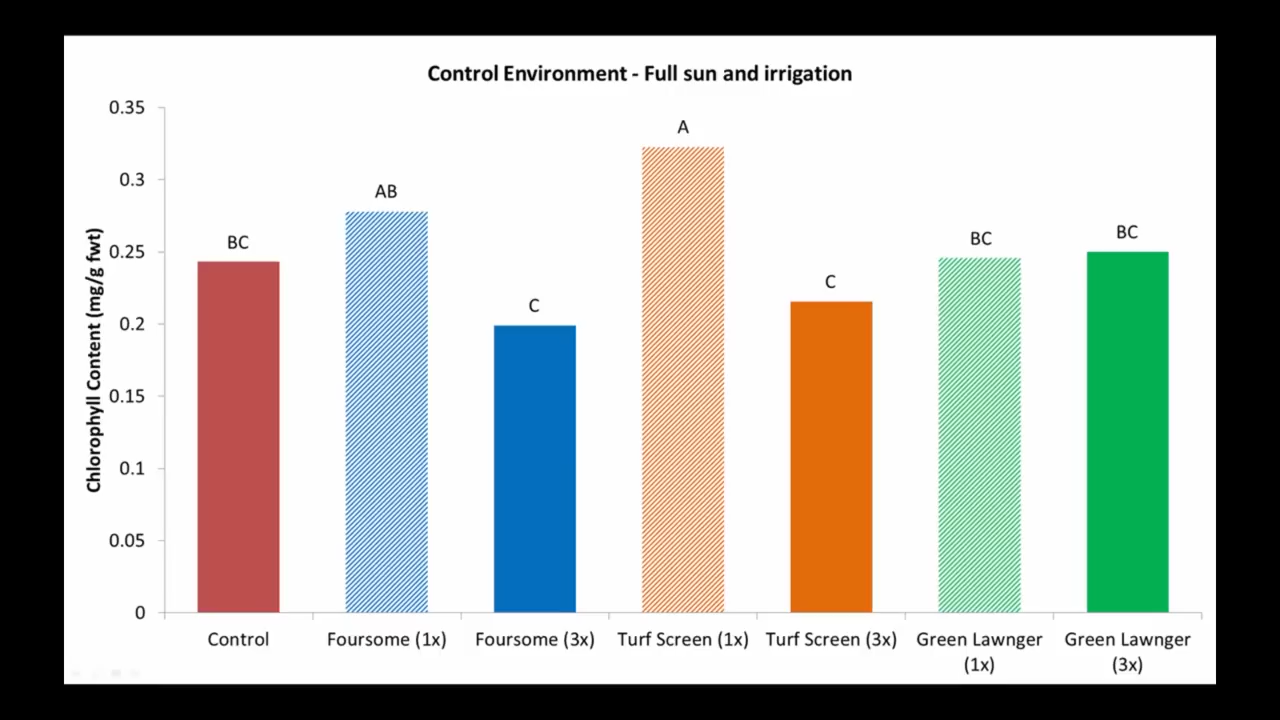 Control Environment - Full sun and irrigation
Chlorophyll Content (mg/g fwt)
0.35
0.3
0.25
0.2
0.15
0.1
0.05
0
BC
AB
C
A
C
BC
BC
Control
Foursome (1x)
Foursome (3x)
Turf Screen (1x)
Turf Screen (3x)
Green Lawnger
(1x)
Green Lawnger
(3x)